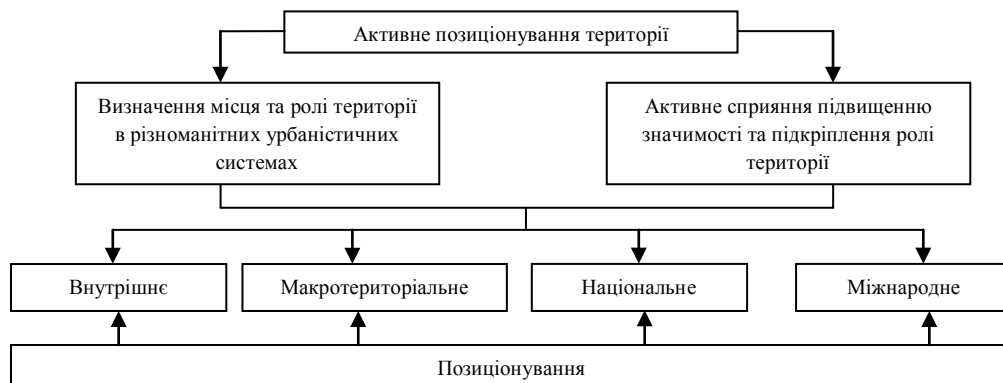 Активне позиціонування території
Визначення місця та ролі території
в різноманітних урбаністичних
системах
Активне сприяння підвищенню
значимості та підкріплення ролі
території
Внутрішнє
Макротериторіальне
Національне
Міжнародне
Позиціонування